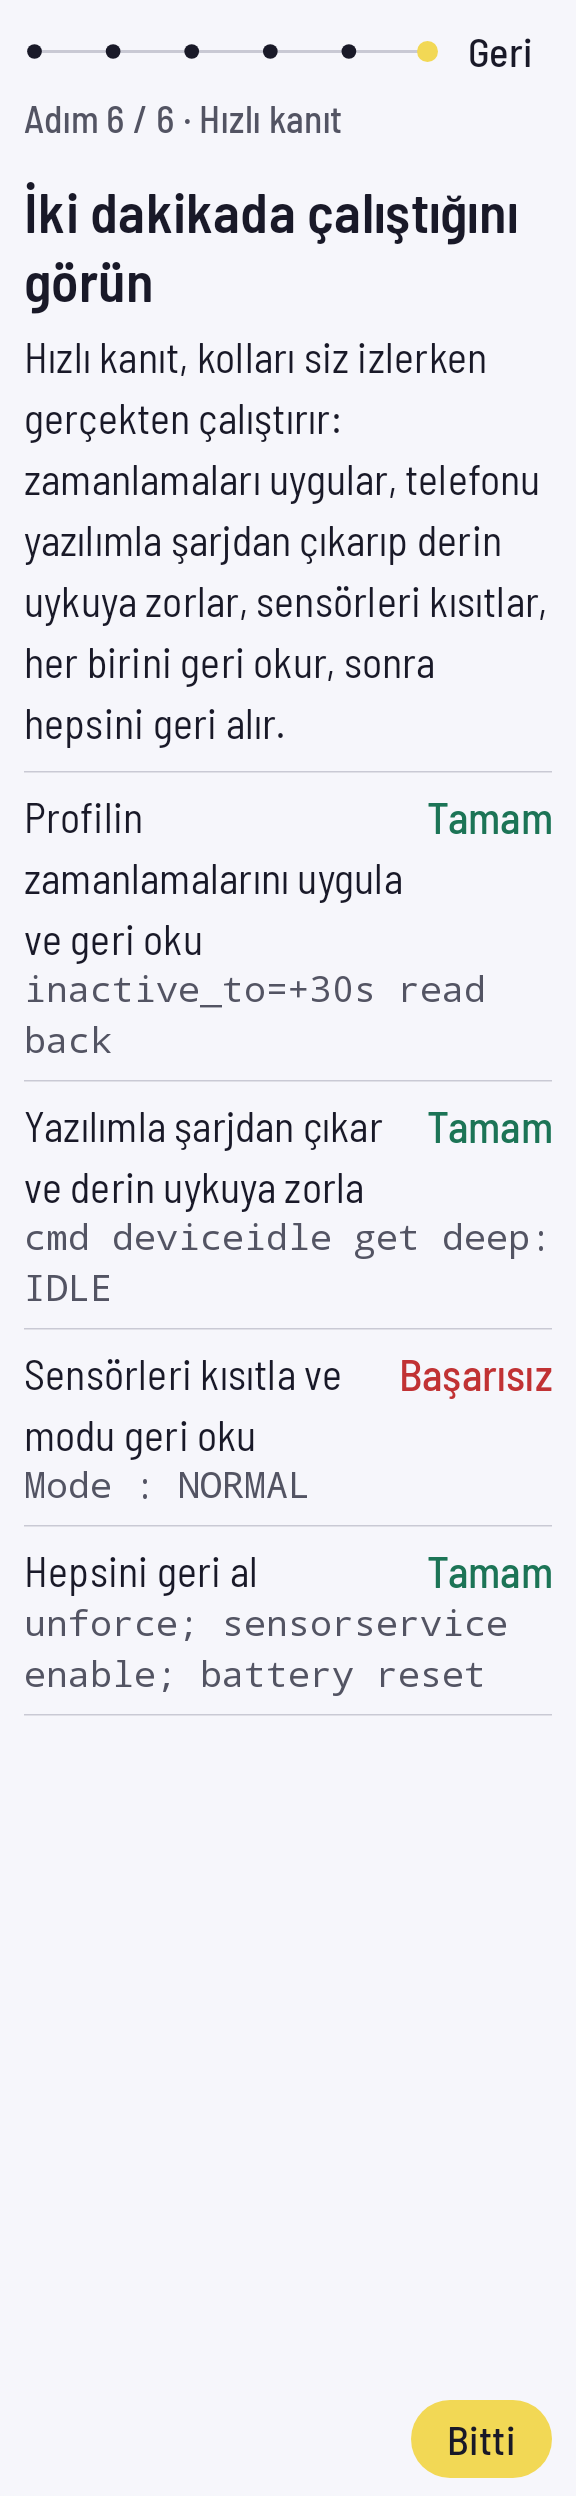 Geri
Adım 6 / 6 · Hızlı kanıt
İki dakikada çalıştığını
görün
Hızlı kanıt, kolları siz izlerken
gerçekten çalıştırır:
zamanlamaları uygular, telefonu
yazılımla şarjdan çıkarıp derin
uykuya zorlar, sensörleri kısıtlar,
her birini geri okur, sonra
hepsini geri alır.
Profilin
zamanlamalarını uygula
ve geri oku
Tamam
inactive_to=+30s read
back
Yazılımla şarjdan çıkar
ve derin uykuya zorla
Tamam
cmd deviceidle get deep:
IDLE
Sensörleri kısıtla ve
modu geri oku
Başarısız
Mode : NORMAL
Hepsini geri al
Tamam
unforce; sensorservice
enable; battery reset
Bitti